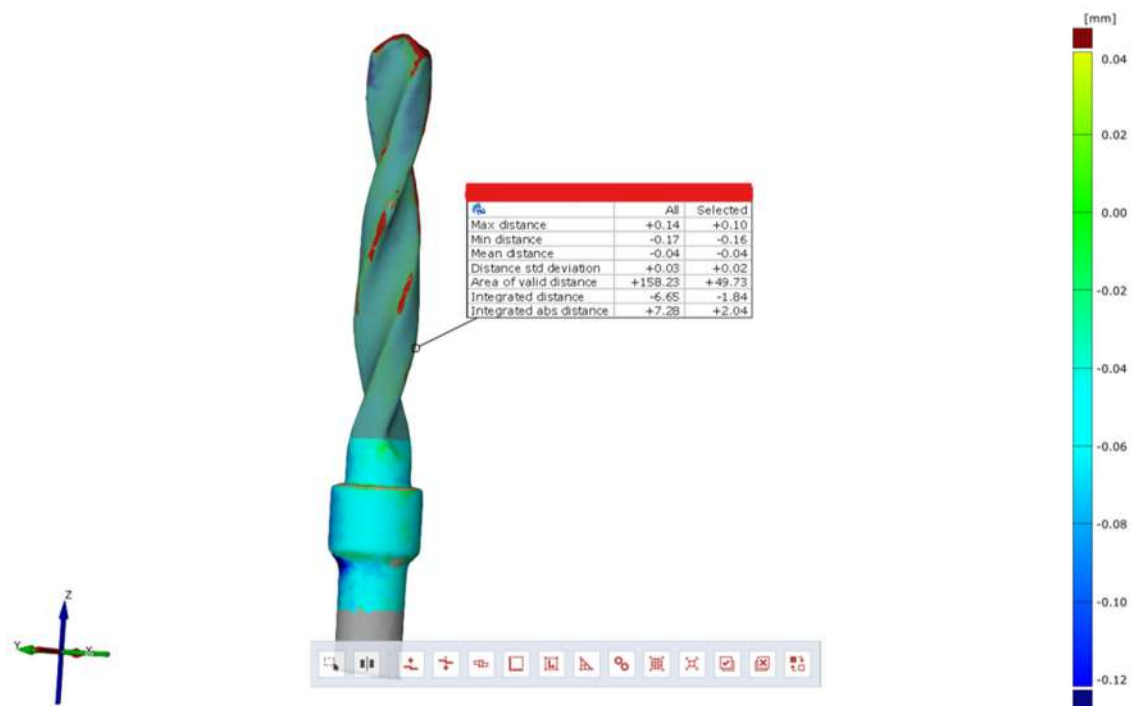 [mm]
0.04
0.02
0.00
-0.02
-0.04
-0.06
-0.08
-0.10
-0.12
All Selected
Max distance +0.14 +0.10
Min distance -0.17 -0.16
Mean distance -0.04 -0.04
Distance std deviation +0.03 +0.02
Area of valid distance +158.23 +49.73
Integrated distance -6.65 -1.84
Integrated abs distance +7.28 +2.04
Z
Y X